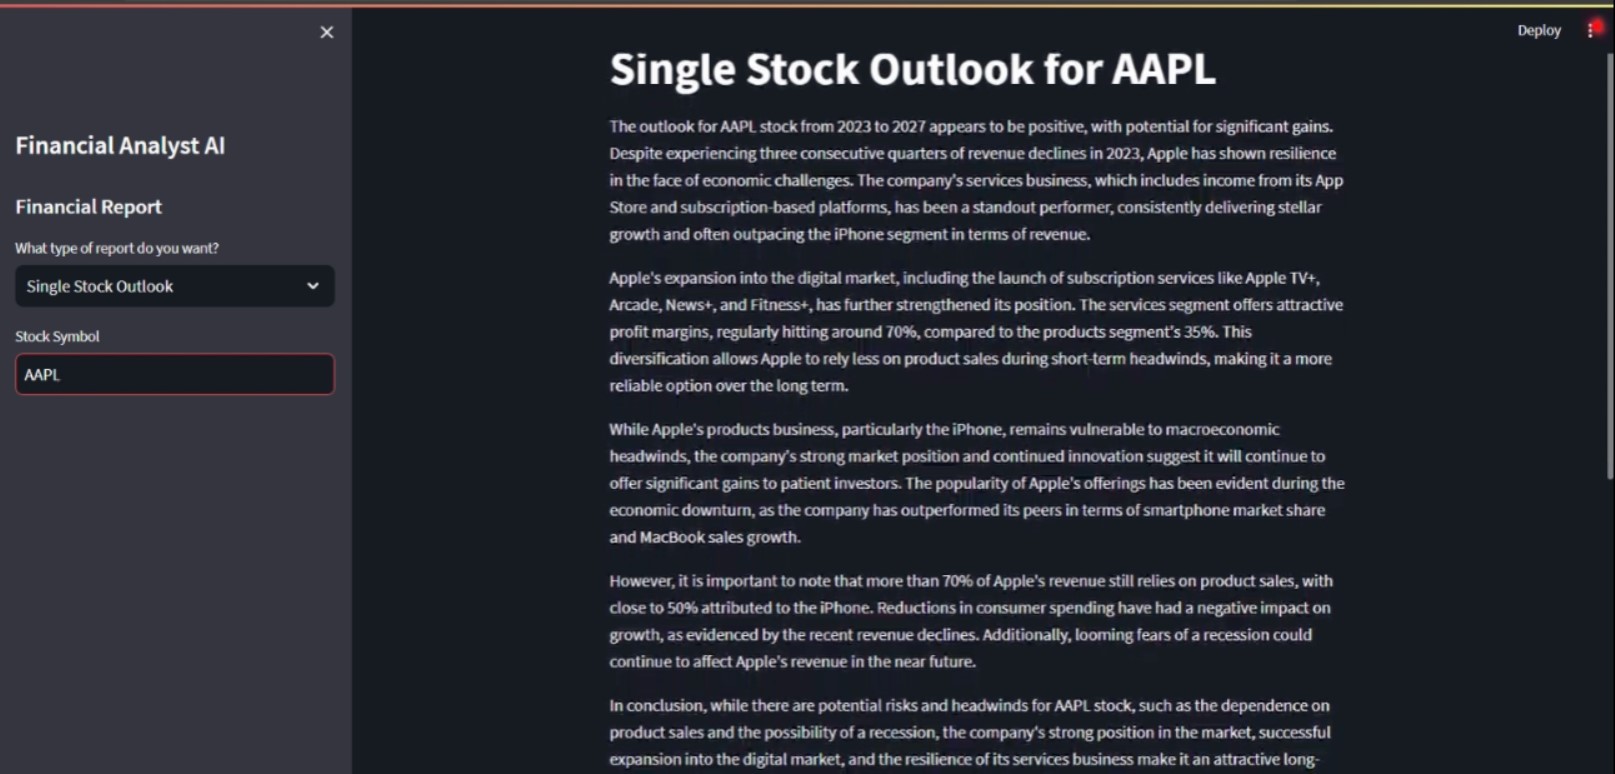 Deploy
Financial Analyst AI
Financial Report
What type of report do you want?
Single Stock Outlook
Stock Symbol
AAPL
Single Stock Outlook for AAPL
The outlook for AAPL stock from 2023 to 2027 appears to be positive, with potential for significant gains.
Despite experiencing three consecutive quarters of revenue declines in 2023, Apple has shown resilience
in the face of economic challenges. The company's services business, which includes income from its App
Store and subscription-based platforms, has been a standout performer, consistently delivering stellar
growth and often outpacing the iPhone segment in terms of revenue.
Apple's expansion into the digital market, including the launch of subscription services like Apple TV+,
Arcade, News+, and Fitness+, has further strengthened its position. The services segment offers attractive
profit margins, regularly hitting around 70%, compared to the products segment's 35%. This
diversification allows Apple to rely less on product sales during short-term headwinds, making it a more
reliable option over the long term.
While Apple's products business, particularly the iPhone, remains vulnerable to macroeconomic
headwinds, the company's strong market position and continued innovation suggest it will continue to
offer significant gains to patient investors. The popularity of Apple's offerings has been evident during the
economic downturn, as the company has outperformed its peers in terms of smartphone market share
and MacBook sales growth.
However, it is important to note that more than 70% of Apple's revenue still relies on product sales, with
close to 50% attributed to the iPhone. Reductions in consumer spending have had a negative impact on
growth, as evidenced by the recent revenue declines. Additionally, looming fears of a recession could
continue to affect Apple's revenue in the near future.
In conclusion, while there are potential risks and headwinds for AAPL stock, such as the dependence on
product sales and the possibility of a recession, the company's strong position in the market, successful
expansion into the digital market, and the resilience of its services business make it an attractive long-